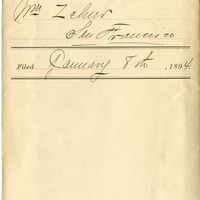 Wm Zehrs
San Francisco
Filed January 8th, 1894.